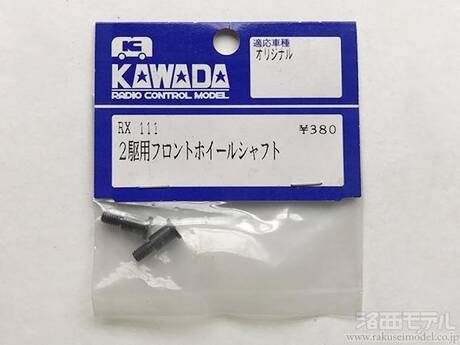 K
KAWADA
RADIO CONTROL MODEL
適応車種
オリジナル
RX 111
¥380
2駆用フロントホイールシャフト
洛西モデル
www.rakuseimodel.co.jp